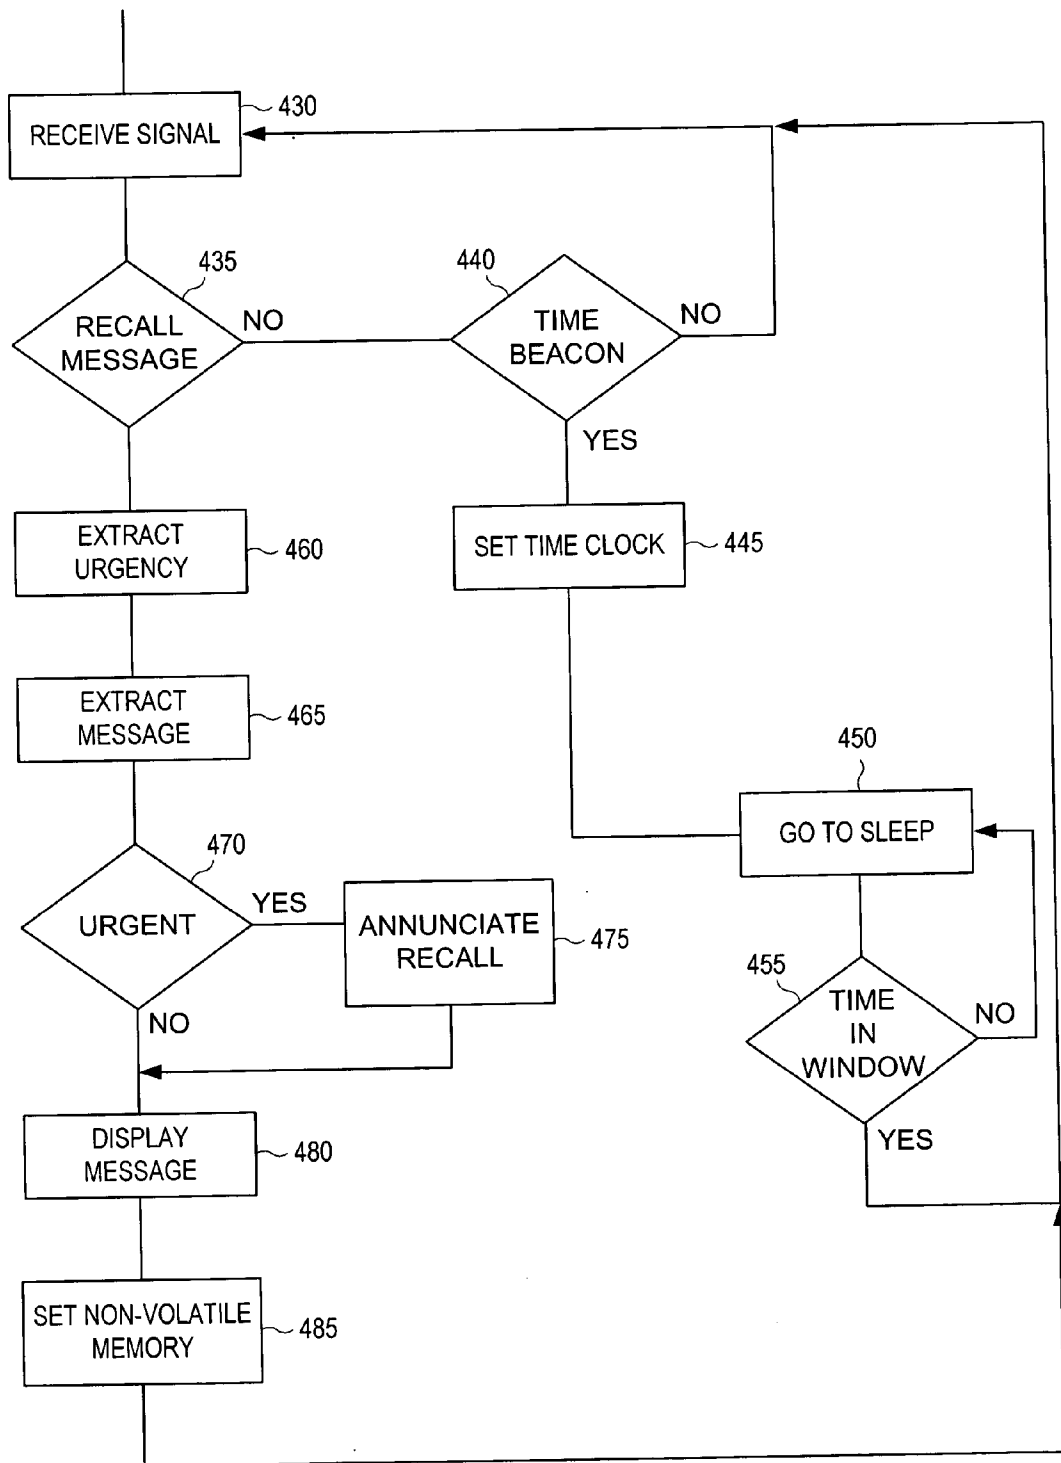 430
RECEIVE SIGNAL
435
RECALL
MESSAGE
NO
440
TIME
BEACON
NO
YES
EXTRACT
URGENCY
460
SET TIME CLOCK
445
EXTRACT
MESSAGE
465
450
GO TO SLEEP
470
URGENT
YES
NO
ANNUNCIATE
RECALL
475
455
TIME
IN
WINDOW
NO
YES
DISPLAY
MESSAGE
480
SET NON-VOLATILE
MEMORY
485